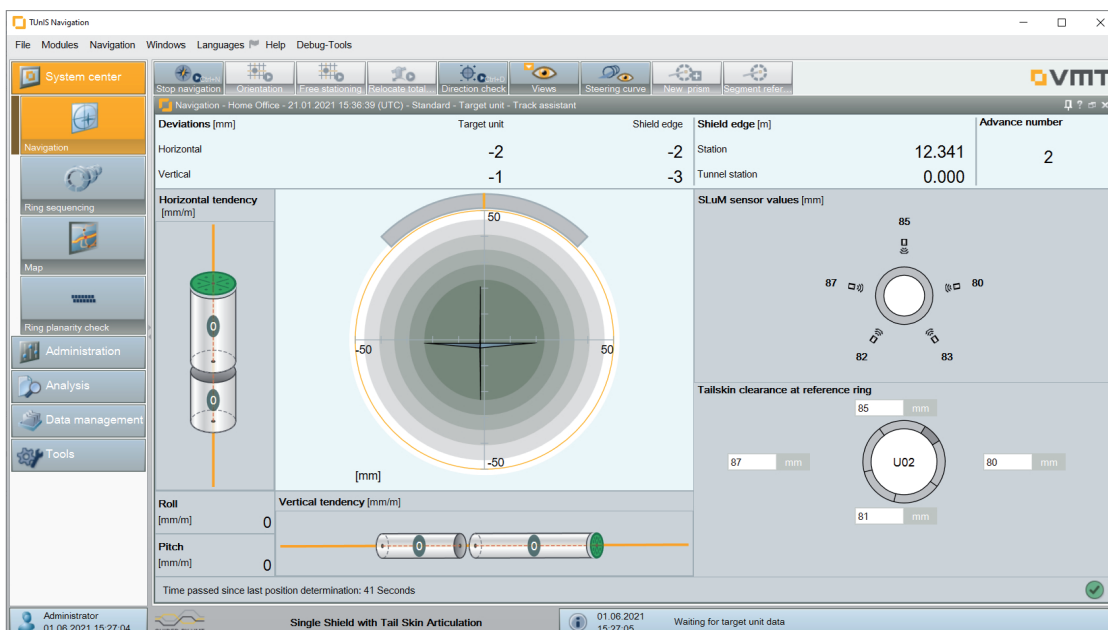 TUnIS Navigation
File Modules Navigation Windows Languages Help Debug-Tools
System center
Navigation
Ring sequencing
Map
Ring planarity check
Administration
Analysis
Data management
Tools
Ctrl+N
Ctrl+D
Stop navigation Orientation Free stationing Relocate total... Direction check Views Steering curve New prism Segment refer
VMT
Navigation - Home Office - 21.01.2021 15:36:39 (UTC) - Standard - Target unit - Track assistant
Deviations [mm] Target unit Shield edge
Horizontal -2 -2
Vertical -1 -3
Shield edge [m]
Station 12.341
Tunnel station 0.000
Advance number
2
Horizontal tendency
[mm/m]
0
0
50
-50
50
-50
[mm]
SLuM sensor values [mm]
85
87
80
82
83
Tailskin clearance at reference ring
85 mm
87 mm
U02
80 mm
81 mm
Roll
[mm/m] 0
Pitch
[mm/m] 0
Vertical tendency [mm/m]
0
0
Time passed since last position determination: 41 Seconds
Administrator
01.06.2021 15:27:04
Single Shield with Tail Skin Articulation
01.06.2021
15:27:05
Waiting for target unit data